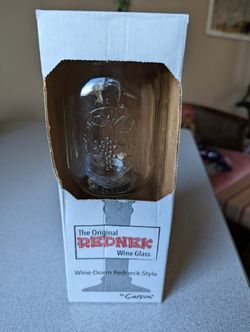 The Original
REDNEK
Wine Glass
Wine-Down Redneck-Style
by Carson